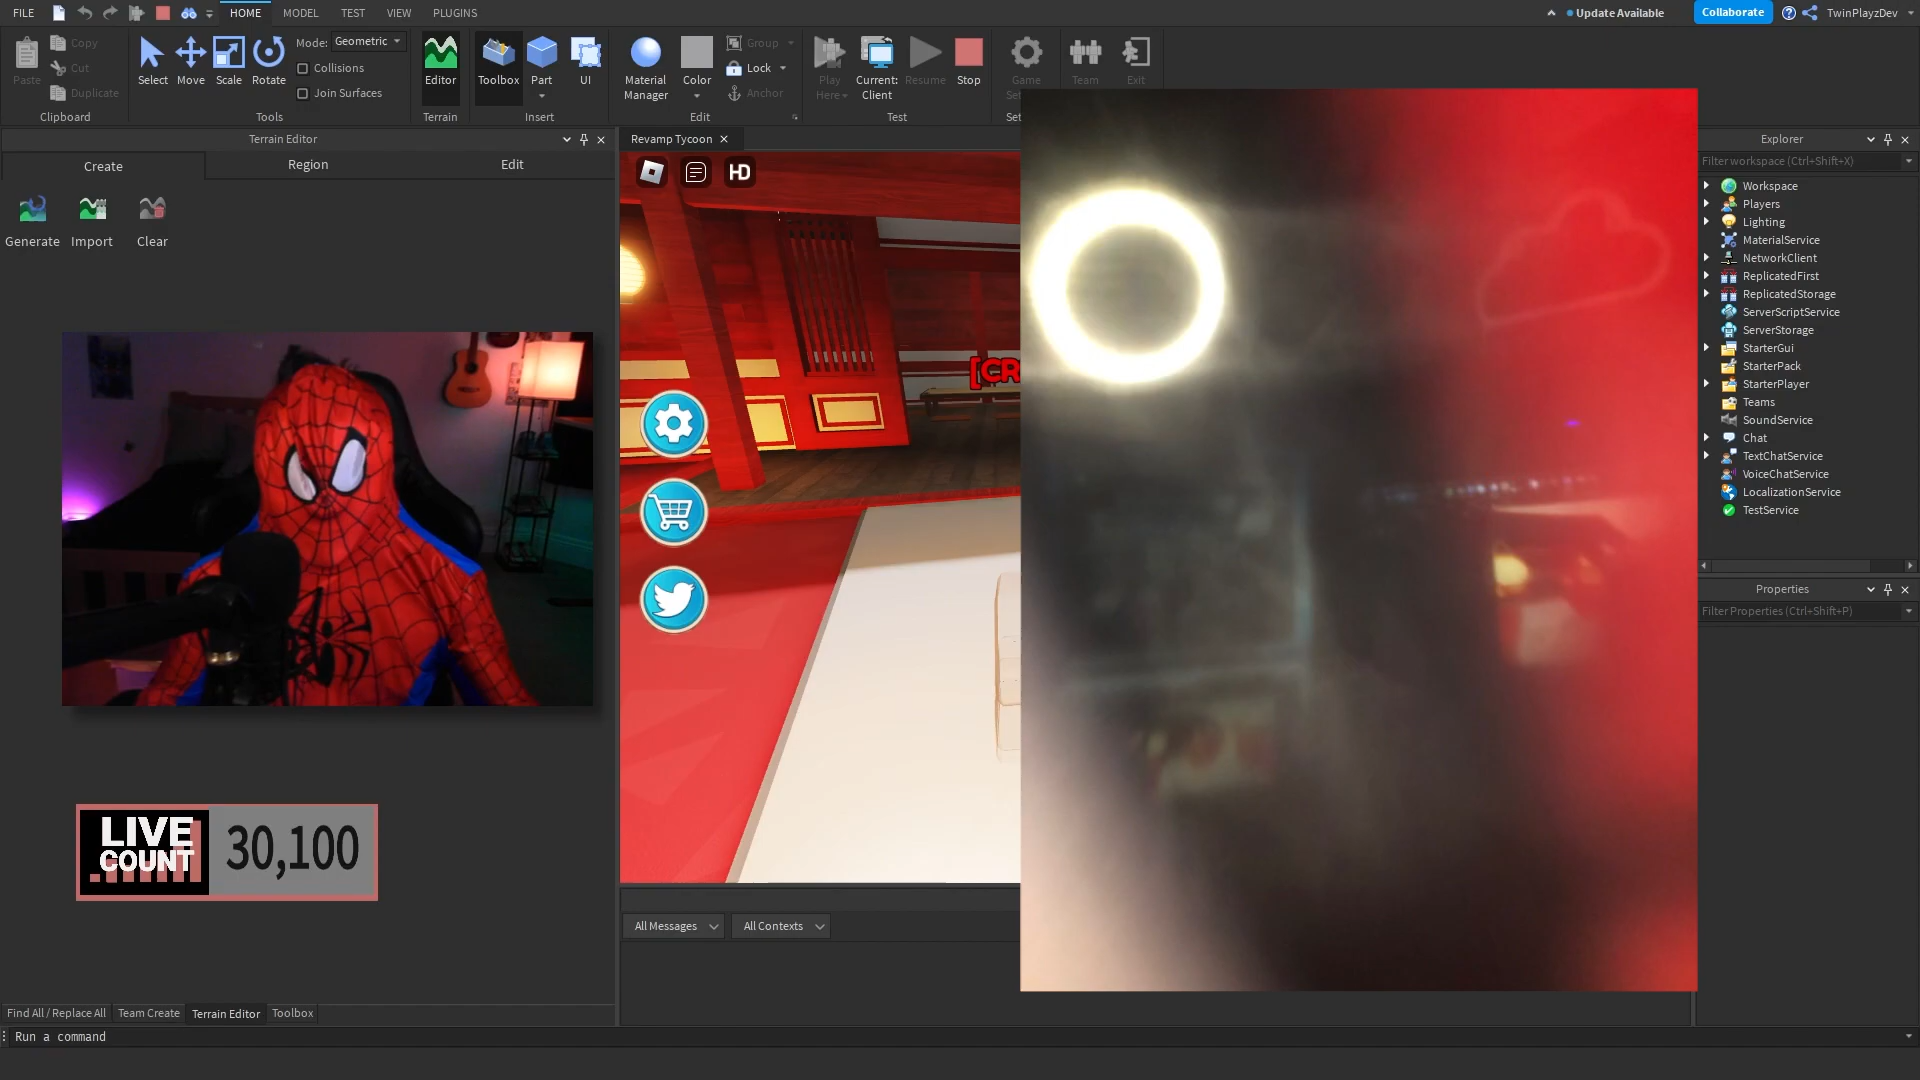 FILE HOME MODEL TEST VIEW PLUGINS Update Available Collaborate TwinPlayzDev
Paste Copy Cut Duplicate Clipboard
Select Move Scale Rotate Mode: Geometric Collisions Join Surfaces Tools
Editor Terrain
Toolbox Part UI Insert
Material Manager Color Group Lock Anchor Edit
Play Here Current: Client Resume Stop Test
Game Set
Set
Team Exit
Terrain Editor
Create Region Edit
Generate Import Clear
Revamp Tycoon
HD
[CR
LIVE COUNT
30,100
All Messages All Contexts
Explorer
Filter workspace (Ctrl+Shift+X)
Workspace
Players
Lighting
MaterialService
NetworkClient
ReplicatedFirst
ReplicatedStorage
ServerScriptService
ServerStorage
StarterGui
StarterPack
StarterPlayer
Teams
SoundService
Chat
TextChatService
VoiceChatService
LocalizationService
TestService
Properties
Filter Properties (Ctrl+Shift+P)
Find All / Replace All Team Create Terrain Editor Toolbox
Run a command